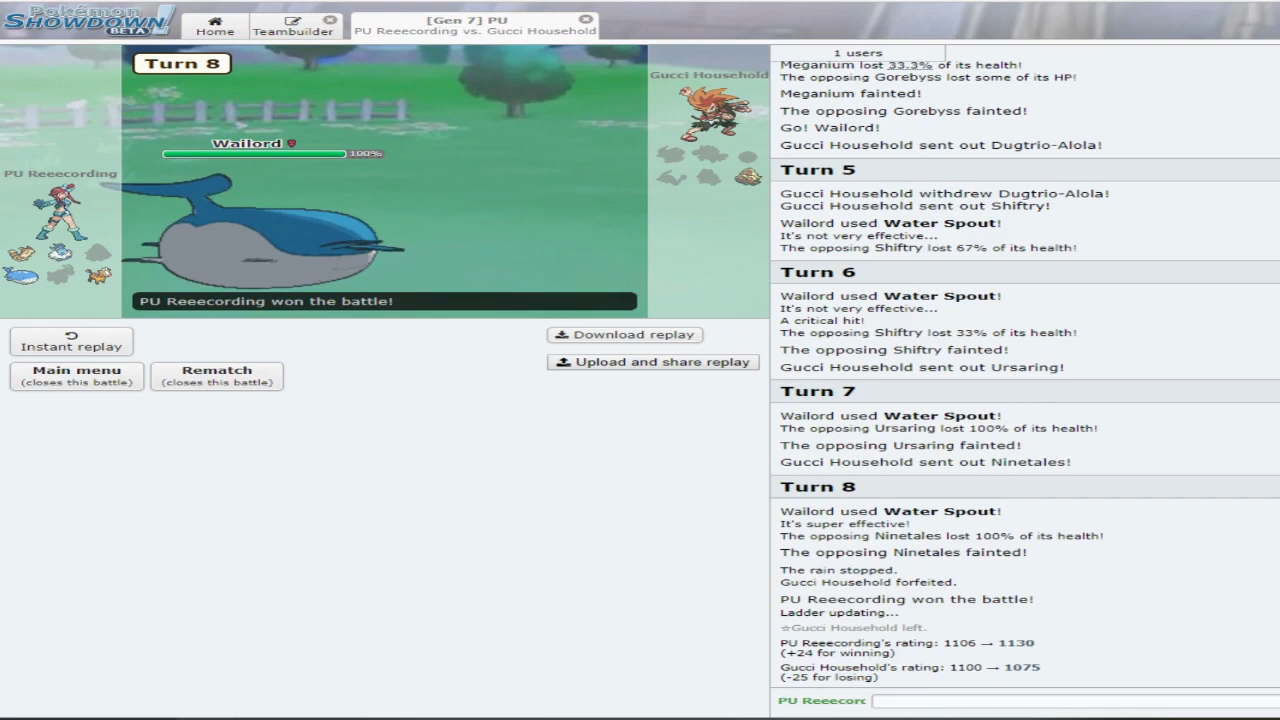 Pokémon
SHOWDOWN!
BETA
Home
Teambuilder
[Gen 7] PU
PU Reeecording vs. Gucci Household
Turn 8
Wailord
100%
PU Reeecording
Gucci Household
PU Reeecording won the battle!
Instant replay
Download replay
Upload and share replay
Main menu
(closes this battle)
Rematch
(closes this battle)
1 users
Meganium lost 33.3% of its health!
The opposing Gorebyss lost some of its HP!
Meganium fainted!
The opposing Gorebyss fainted!
Go! Wailord!
Gucci Household sent out Dugtrio-Alola!
Turn 5
Gucci Household withdrew Dugtrio-Alola!
Gucci Household sent out Shiftry!
Wailord used Water Spout!
It's not very effective...
The opposing Shiftry lost 67% of its health!
Turn 6
Wailord used Water Spout!
It's not very effective...
A critical hit!
The opposing Shiftry lost 33% of its health!
The opposing Shiftry fainted!
Gucci Household sent out Ursaring!
Turn 7
Wailord used Water Spout!
The opposing Ursaring lost 100% of its health!
The opposing Ursaring fainted!
Gucci Household sent out Ninetales!
Turn 8
Wailord used Water Spout!
It's super effective!
The opposing Ninetales lost 100% of its health!
The opposing Ninetales fainted!
The rain stopped.
Gucci Household forfeited.
PU Reeecording won the battle!
Ladder updating...
☆Gucci Household left.
PU Reeecording's rating: 1106 → 1130
(+24 for winning)
Gucci Household's rating: 1100 → 1075
(-25 for losing)
PU Reeecorc